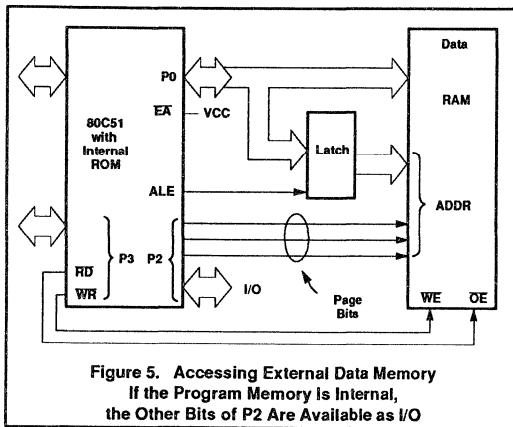 Data
RAM
P0
EA
VCC
80C51
with
Internal
ROM
Latch
ALE
ADDR
P3
P2
RD
WR
I/O
Page
Bits
WE
OE
Figure 5. Accessing External Data Memory
If the Program Memory is Internal,
the Other Bits of P2 Are Available as I/O